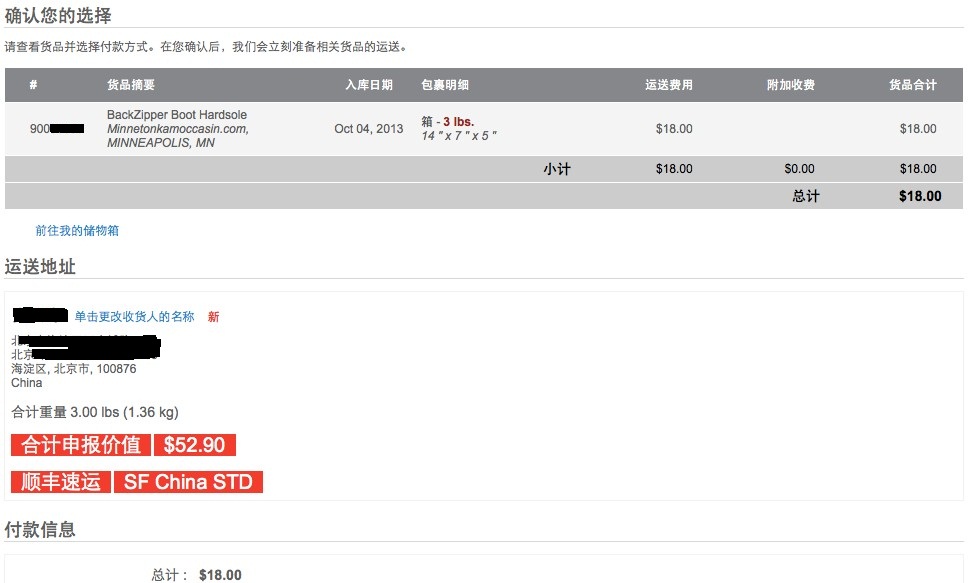 确认您的选择
请查看货品并选择付款方式。在您确认后，我们会立刻准备相关货品的运送。
# 货品摘要 入库日期 包裹明细 运送费用 附加收费 货品合计
BackZipper Boot Hardsole
箱 - 3 lbs.
900 Minnetonkamoccasin.com, Oct 04, 2013 $18.00 $18.00
14 " x 7 " x 5 "
MINNEAPOLIS, MN
小计 $18.00 $0.00 $18.00
总计 $18.00
前往我的储物箱
运送地址
单击更改收货人的名称 新
北
北京
海淀区, 北京市, 100876
China
合计重量 3.00 lbs (1.36 kg)
合计申报价值 $52.90
顺丰速运 SF China STD
付款信息
总计： $18.00